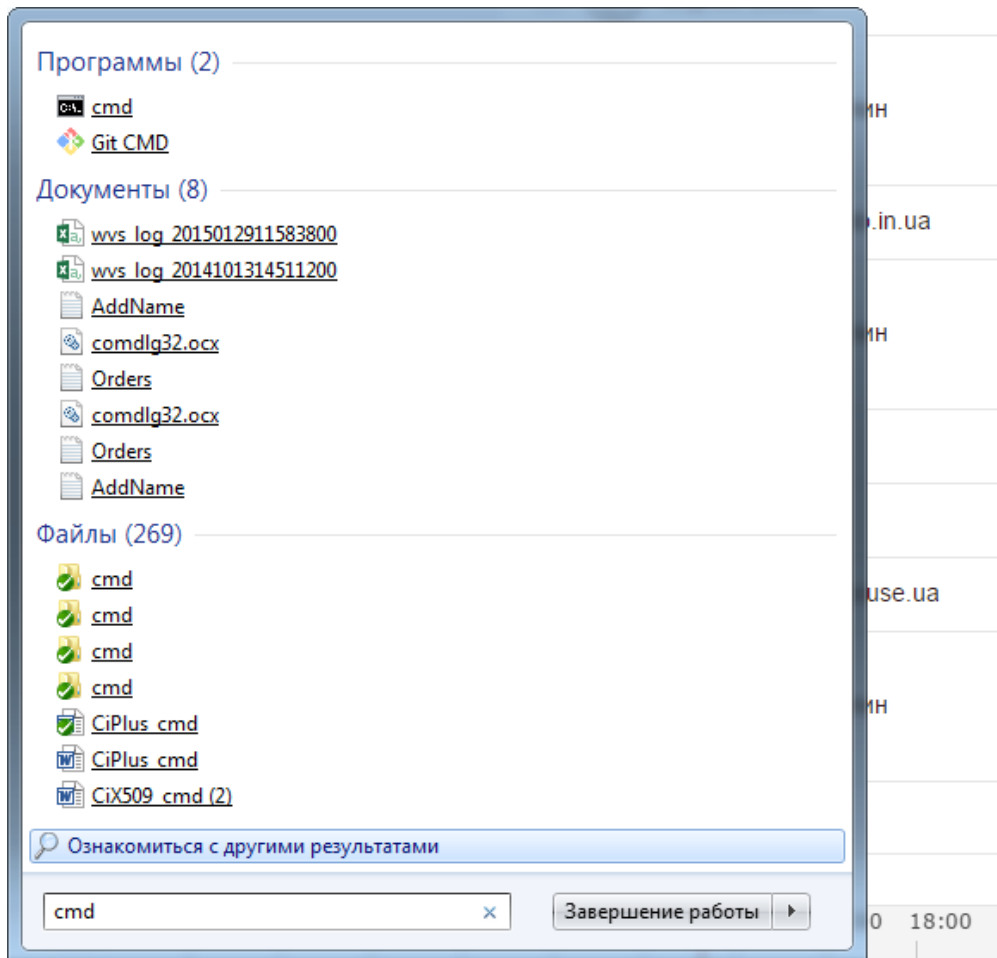 Программы (2)
cmd
Git CMD
Документы (8)
wvs_log_2015012911583800
wvs_log_2014101314511200
AddName
comdlg32.ocx
Orders
comdlg32.ocx
Orders
AddName
Файлы (269)
cmd
cmd
cmd
cmd
CiPlus_cmd
CiPlus_cmd
CiX509_cmd (2)
Ознакомиться с другими результатами
cmd
Завершение работы
ин
.in.ua
ин
use.ua
ин
0 18:00